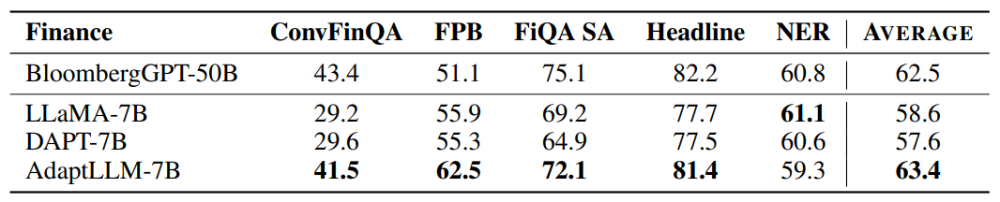 Finance ConvFinQA FPB FiQA SA Headline NER AVERAGE
BloombergGPT-50B 43.4 51.1 75.1 82.2 60.8 62.5
LLaMA-7B 29.2 55.9 69.2 77.7 61.1 58.6
DAPT-7B 29.6 55.3 64.9 77.5 60.6 57.6
AdaptLLM-7B 41.5 62.5 72.1 81.4 59.3 63.4